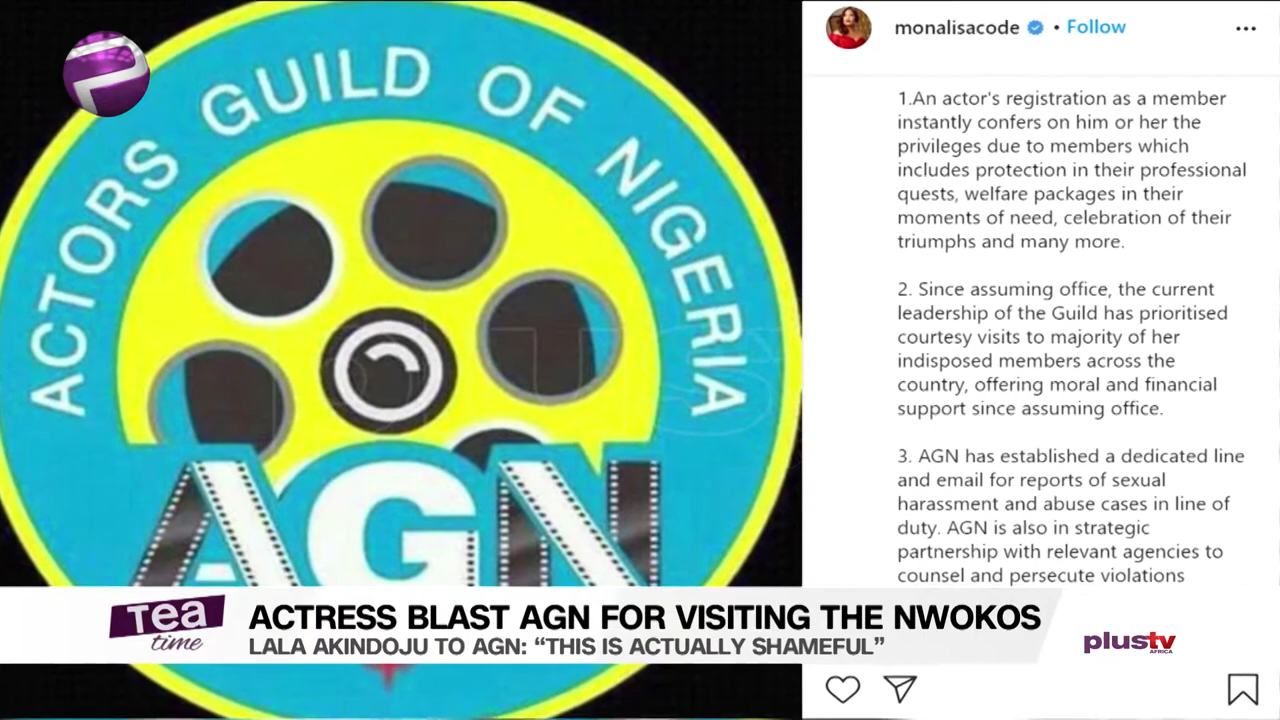 ACTORS GUILD OF NIGERIA
AGN
monalisacode • Follow
1.An actor's registration as a member
instantly confers on him or her the
privileges due to members which
includes protection in their professional
quests, welfare packages in their
moments of need, celebration of their
triumphs and many more.
2. Since assuming office, the current
leadership of the Guild has prioritised
courtesy visits to majority of her
indisposed members across the
country, offering moral and financial
support since assuming office.
3. AGN has established a dedicated line
and email for reports of sexual
harassment and abuse cases in line of
duty. AGN is also in strategic
partnership with relevant agencies to
counsel and persecute violations
Tea
time
ACTRESS BLAST AGN FOR VISITING THE NWOKOS
LALA AKINDOJU TO AGN: “THIS IS ACTUALLY SHAMEFUL”
plustv
AFRICA